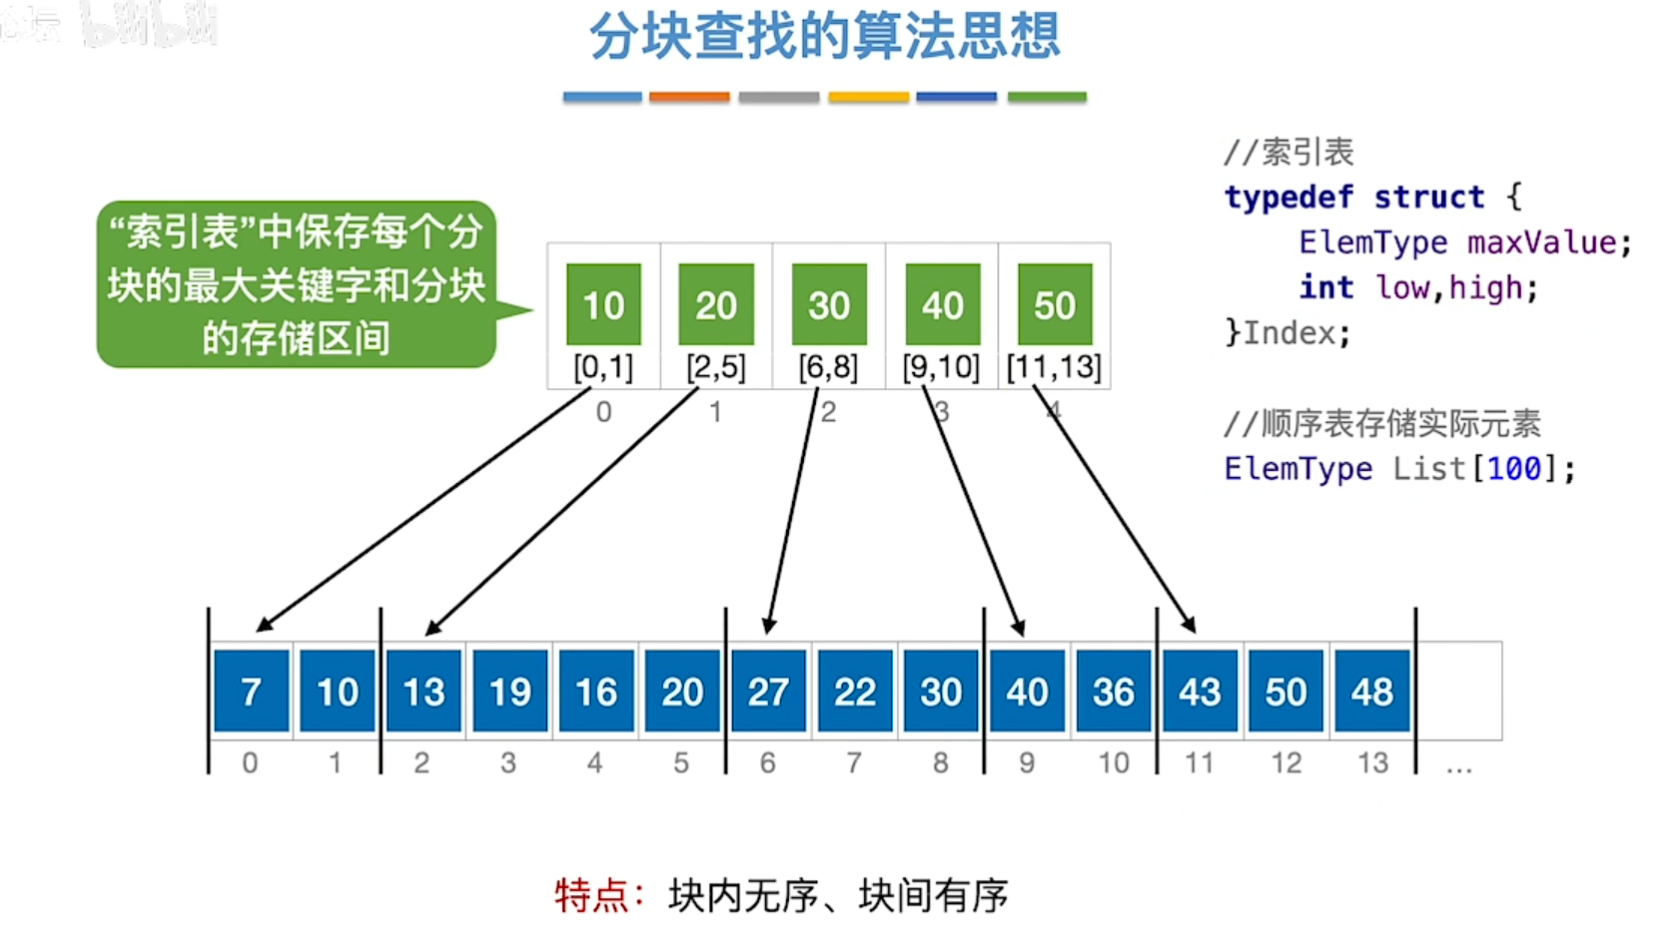 bilibili
分块查找的算法思想
//索引表
typedef struct {
ElemType maxValue;
int low,high;
}Index;
//顺序表存储实际元素
ElemType List[100];
“索引表”中保存每个分
块的最大关键字和分块
的存储区间
10 20 30 40 50
[0,1] [2,5] [6,8] [9,10] [11,13]
0 1 2 3 4
7 10 13 19 16 20 27 22 30 40 36 43 50 48
0 1 2 3 4 5 6 7 8 9 10 11 12 13 ...
特点：块内无序、块间有序